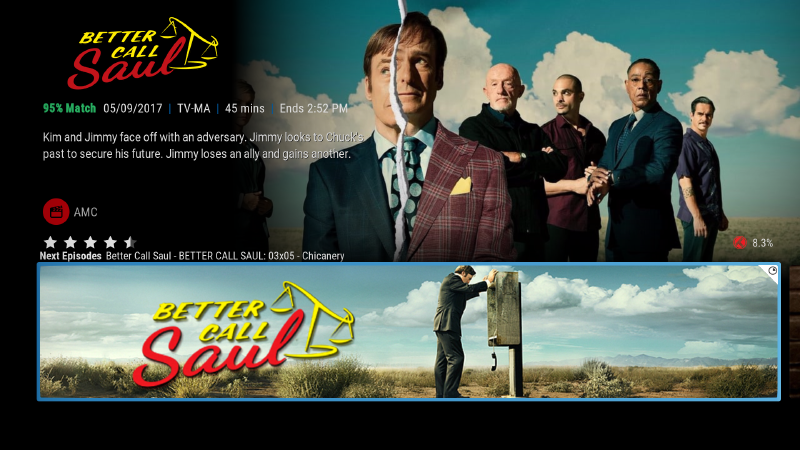 BETTER
CALL
Saul
95% Match 05/09/2017 | TV-MA | 45 mins | Ends 2:52 PM
Kim and Jimmy face off with an adversary. Jimmy looks to Chuck's
past to secure his future. Jimmy loses an ally and gains another.
AMC
8.3%
Next Episodes Better Call Saul - BETTER CALL SAUL: 03x05 - Chicanery
BETTER
CALL
Saul